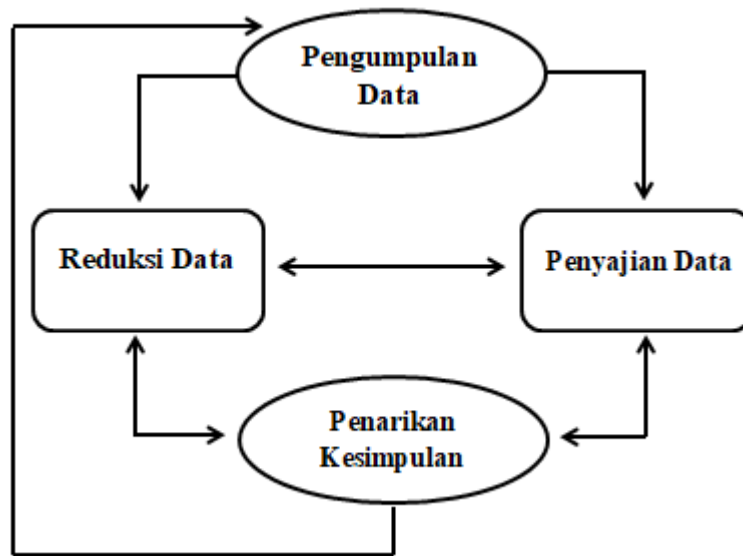 Pengumpulan
Data
Reduksi Data
Penyajian Data
Penarikan
Kesimpulan